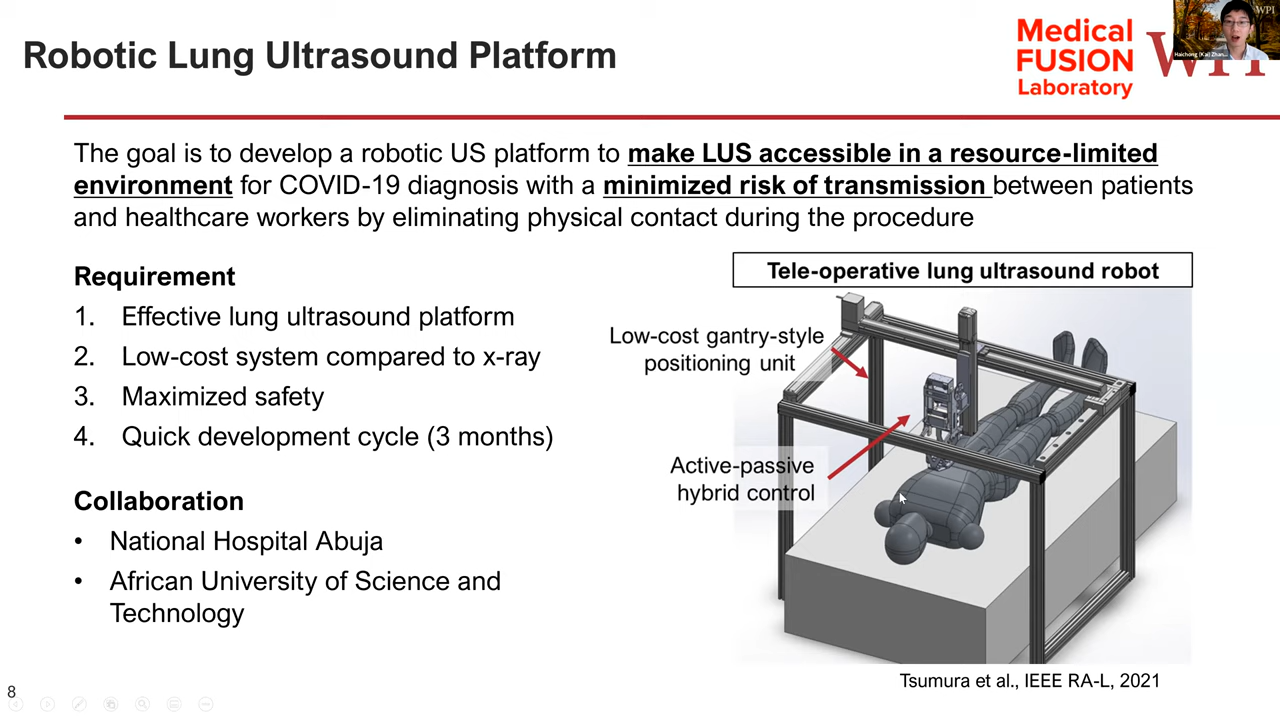 Robotic Lung Ultrasound Platform
Medical
FUSION
Laboratory
WPI
WPI
The goal is to develop a robotic US platform to make LUS accessible in a resource-limited
environment for COVID-19 diagnosis with a minimized risk of transmission between patients
and healthcare workers by eliminating physical contact during the procedure
Requirement
1. Effective lung ultrasound platform
2. Low-cost system compared to x-ray
3. Maximized safety
4. Quick development cycle (3 months)
Collaboration
• National Hospital Abuja
• African University of Science and
Technology
Tele-operative lung ultrasound robot
Low-cost gantry-style
positioning unit
Active-passive
hybrid control
Tsumura et al., IEEE RA-L, 2021
8